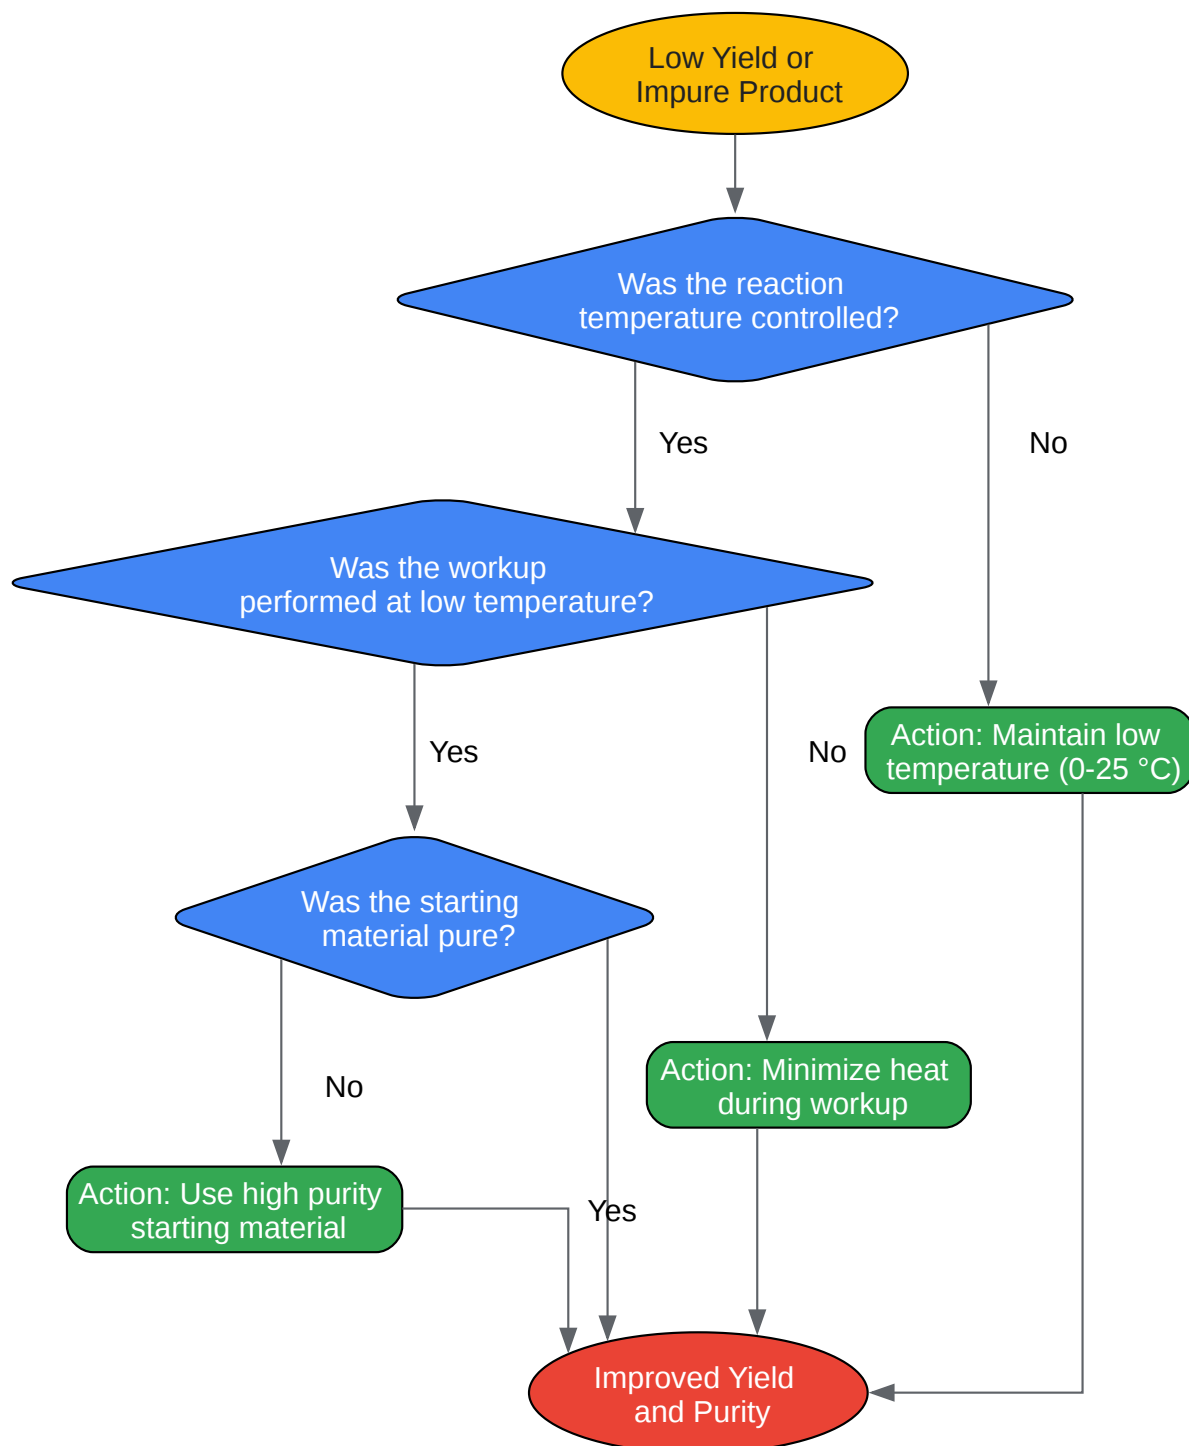 Low Yield or
Impure Product
Was the reaction
temperature controlled?
Yes
No
Was the workup
performed at low temperature?
Yes
No
Action: Maintain low
temperature (0-25 °C)
Was the starting
material pure?
No
Action: Minimize heat
during workup
Action: Use high purity
starting material
Yes
Improved Yield
and Purity